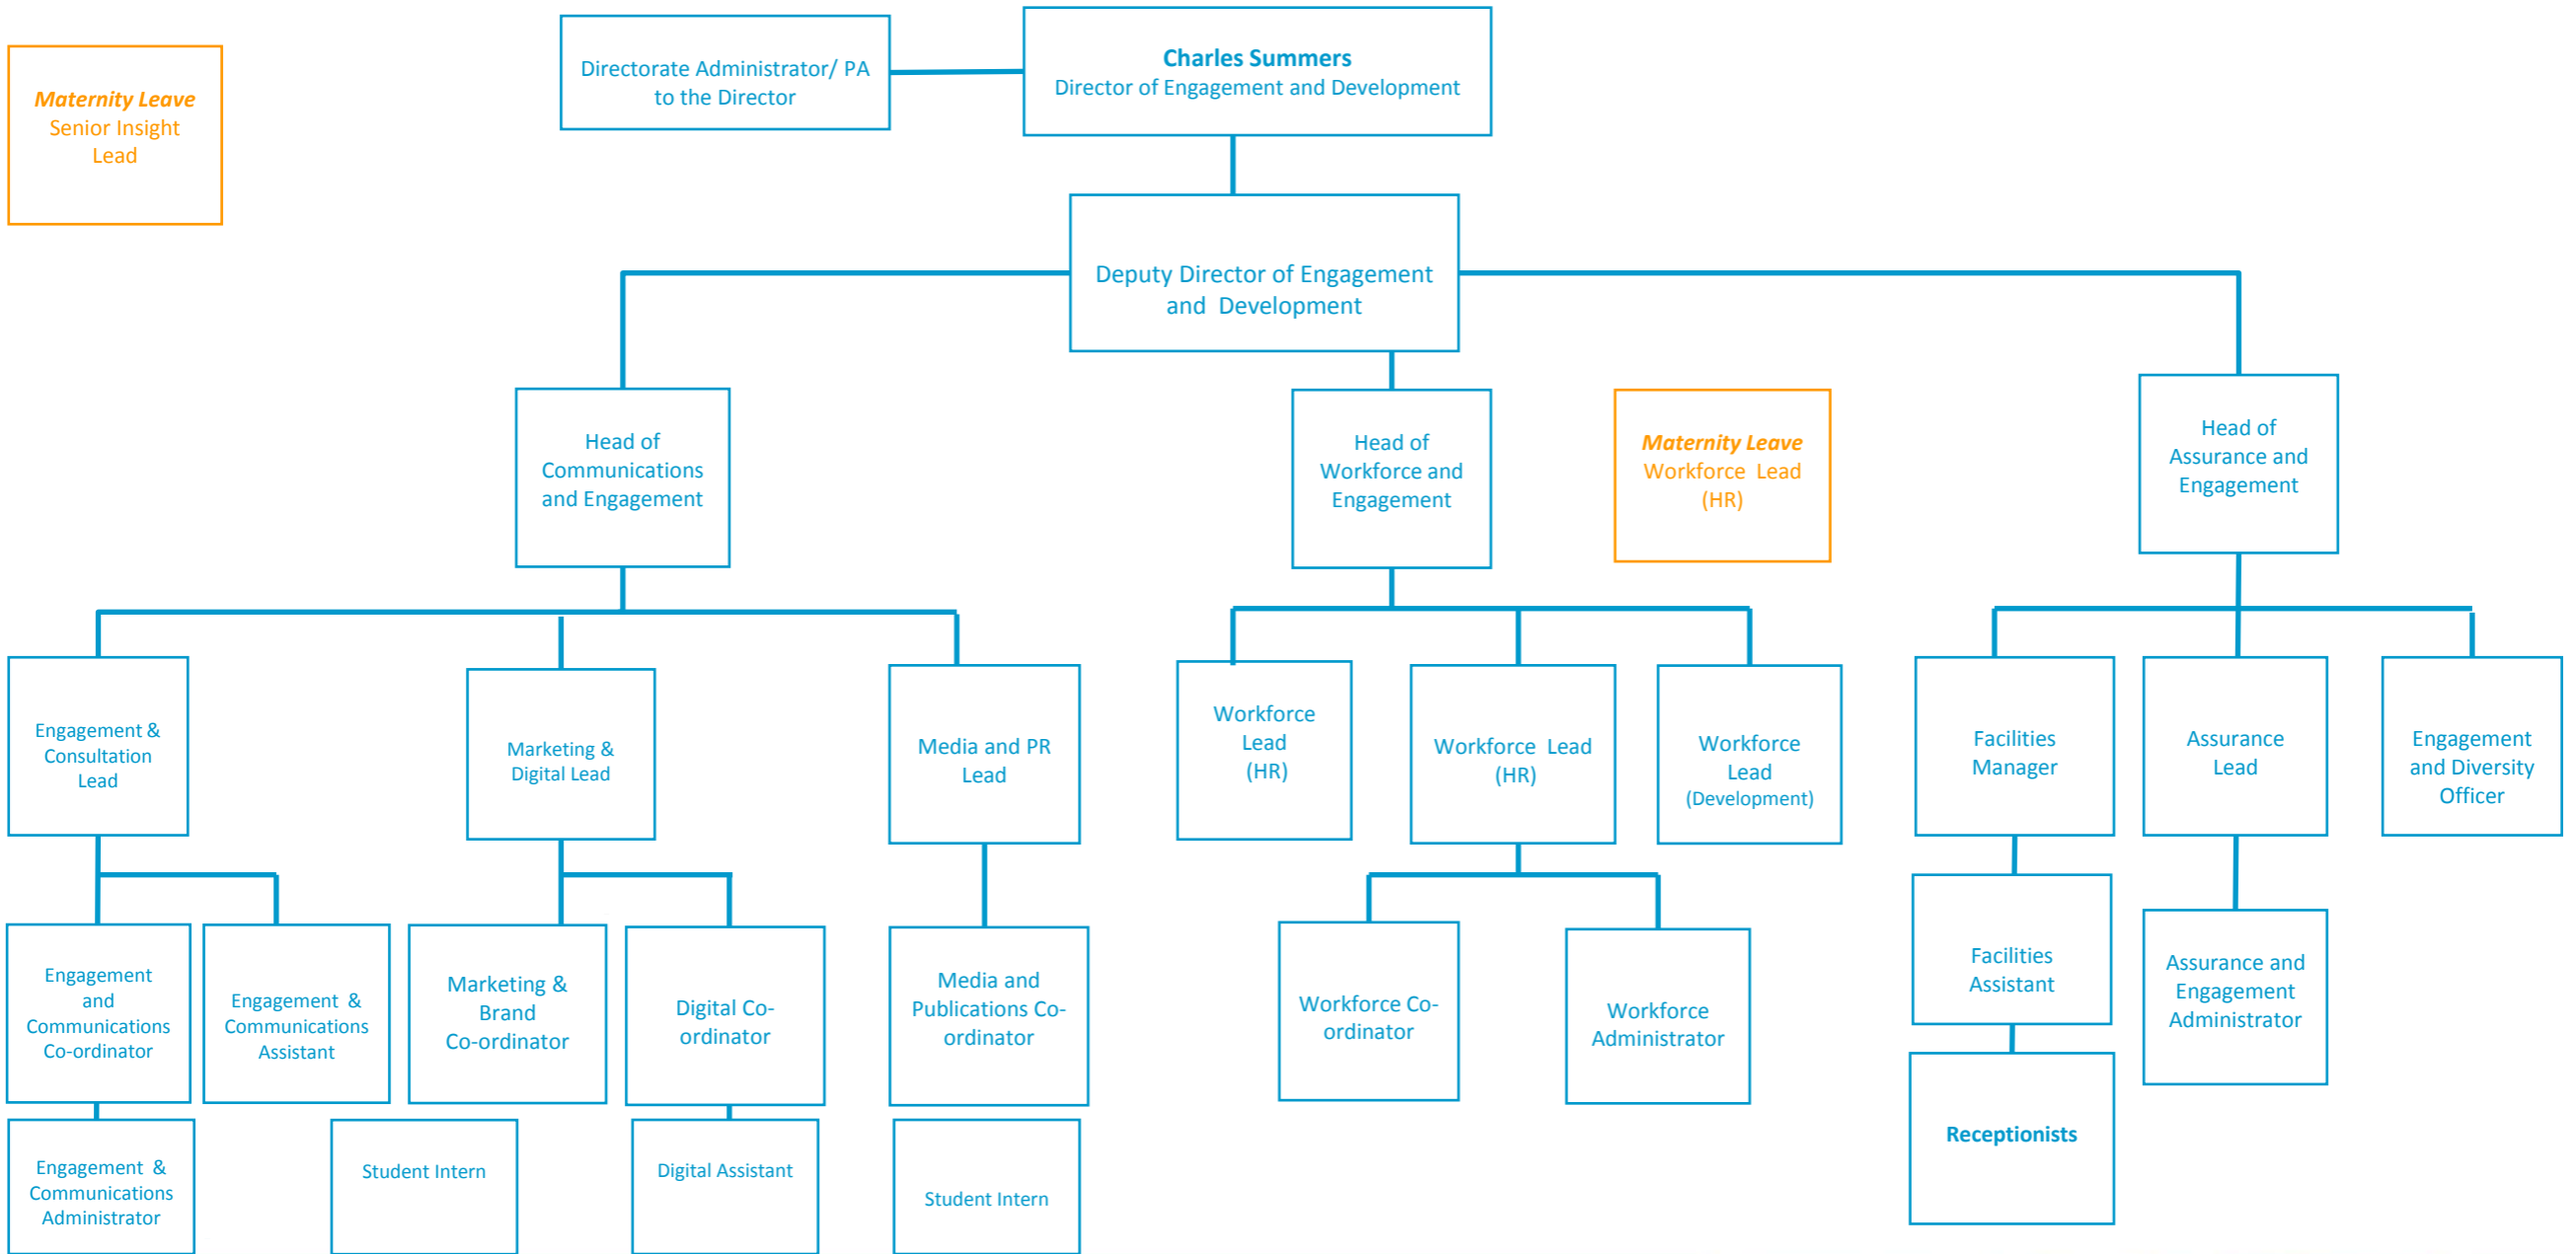 Maternity Leave
Senior Insight
Lead
Directorate Administrator/ PA
to the Director
Charles Summers
Director of Engagement and Development
Deputy Director of Engagement
and Development
Head of
Communications
and Engagement
Head of
Workforce and
Engagement
Maternity Leave
Workforce Lead
(HR)
Head of
Assurance and
Engagement
Engagement &
Consultation
Lead
Marketing &
Digital Lead
Media and PR
Lead
Workforce
Lead
(HR)
Workforce Lead
(HR)
Workforce
Lead
(Development)
Facilities
Manager
Assurance
Lead
Engagement
and Diversity
Officer
Engagement
and
Communications
Co-ordinator
Engagement &
Communications
Assistant
Marketing &
Brand
Co-ordinator
Digital Co-
ordinator
Media and
Publications Co-
ordinator
Workforce Co-
ordinator
Workforce
Administrator
Facilities
Assistant
Assurance and
Engagement
Administrator
Engagement &
Communications
Administrator
Student Intern
Digital Assistant
Student Intern
Receptionists